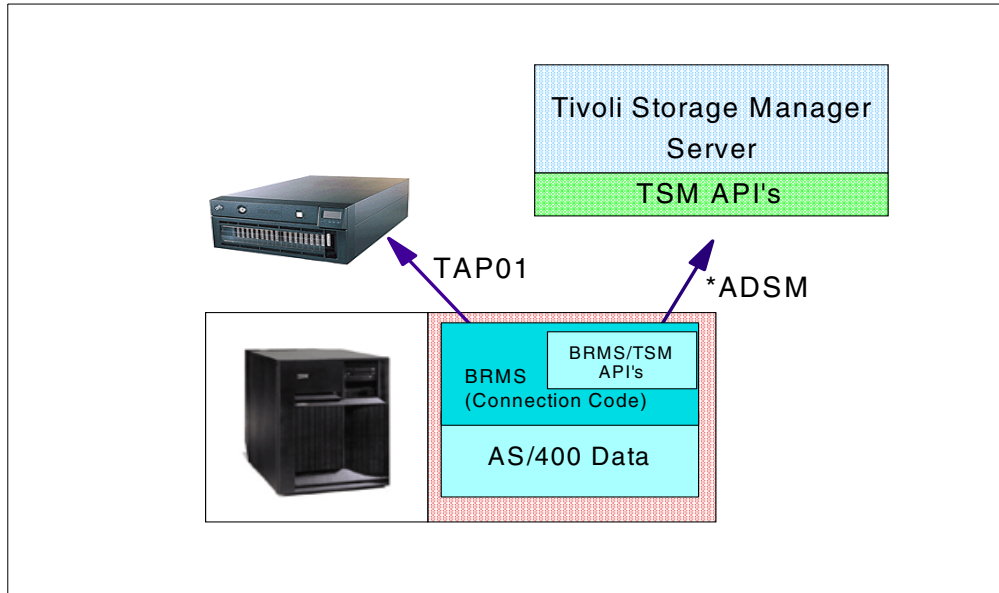 Tivoli Storage Manager
Server
TSM API's
TAP01
*ADSM
BRMS/TSM
API's
BRMS
(Connection Code)
AS/400 Data